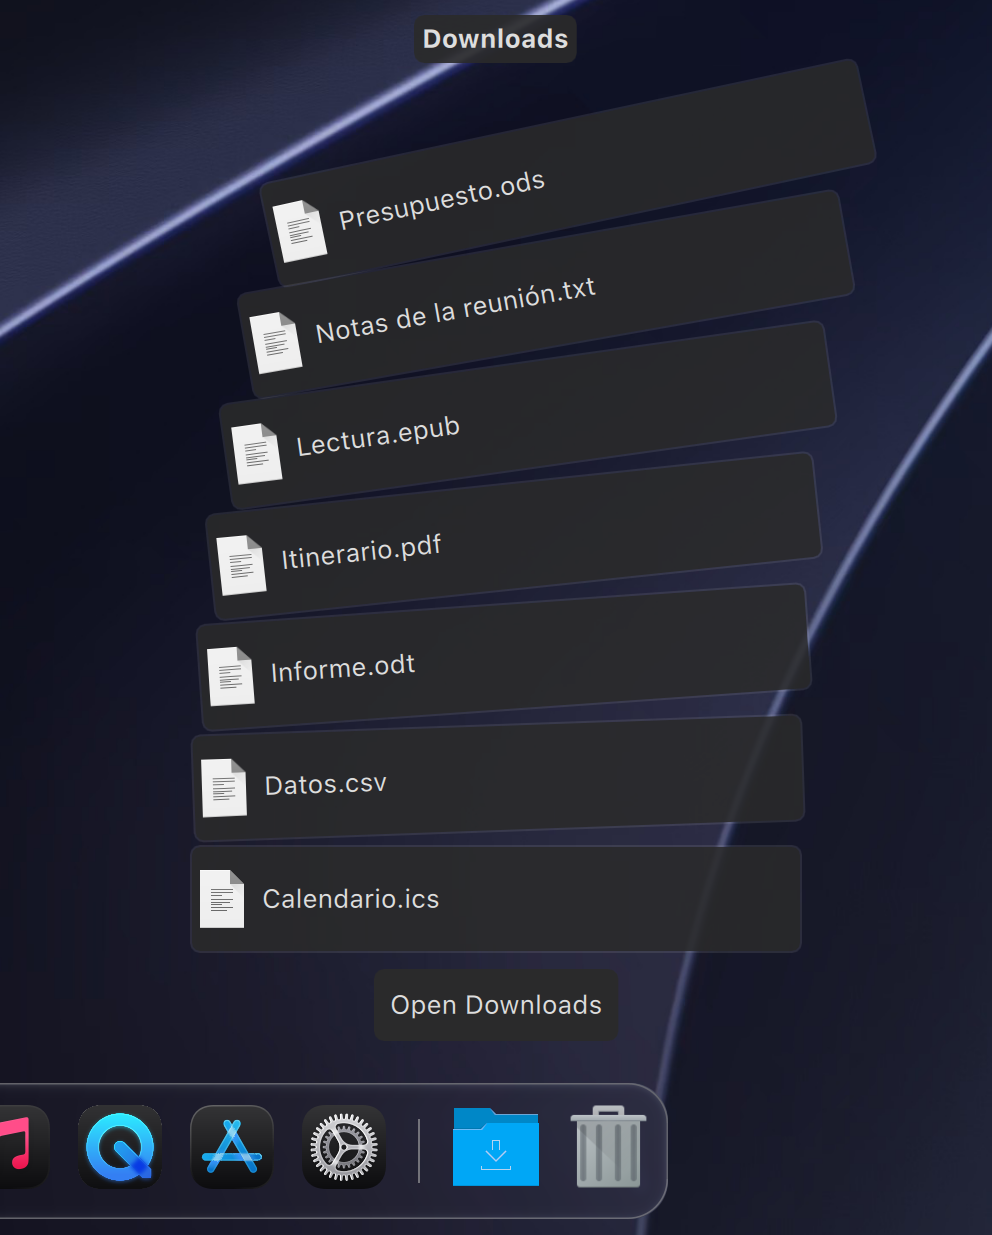 Downloads
Presupuesto.ods
Notas de la reunión.txt
Lectura.epub
Itinerario.pdf
Informe.odt
Datos.csv
Calendario.ics
Open Downloads